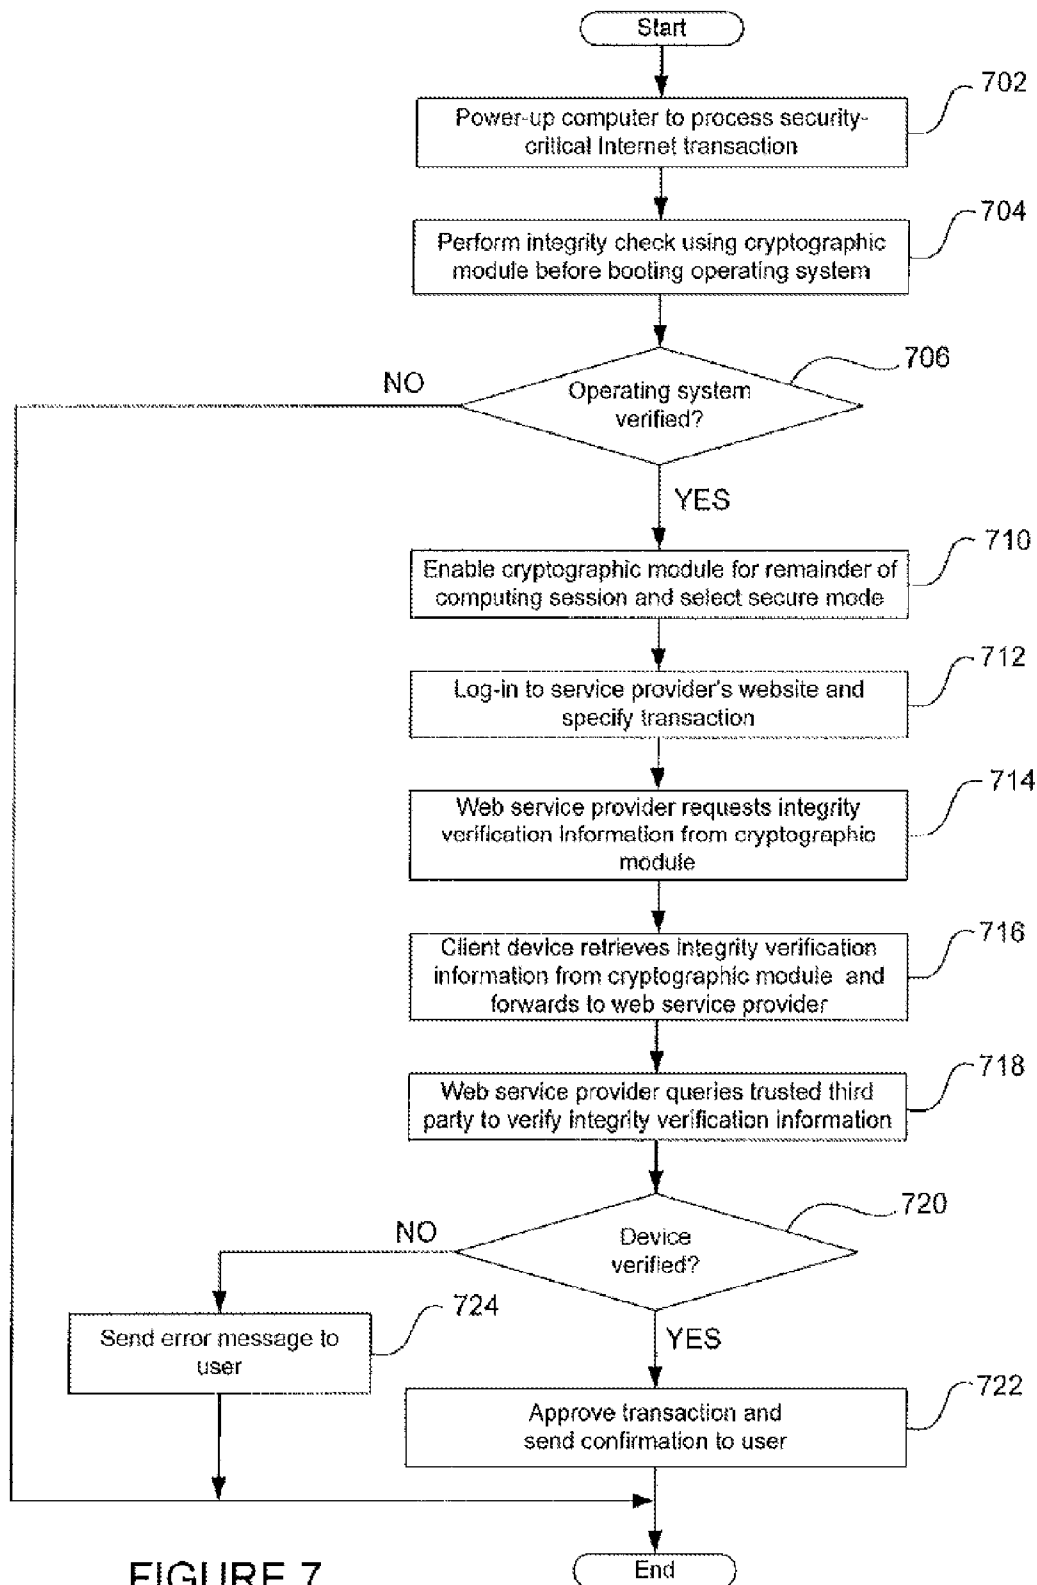 Start
702
Power-up computer to process security-
critical Internet transaction
704
Perform integrity check using cryptographic
module before booting operating system
706
NO
Operating system
verified?
YES
710
Enable cryptographic module for remainder of
computing session and select secure mode
712
Log-in to service provider's website and
specify transaction
714
Web service provider requests integrity
verification information from cryptographic
module
716
Client device retrieves integrity verification
information from cryptographic module and
forwards to web service provider
718
Web service provider queries trusted third
party to verify integrity verification information
720
NO
Device
verified?
724
Send error message to
user
YES
722
Approve transaction and
send confirmation to user
End
FIGURE 7